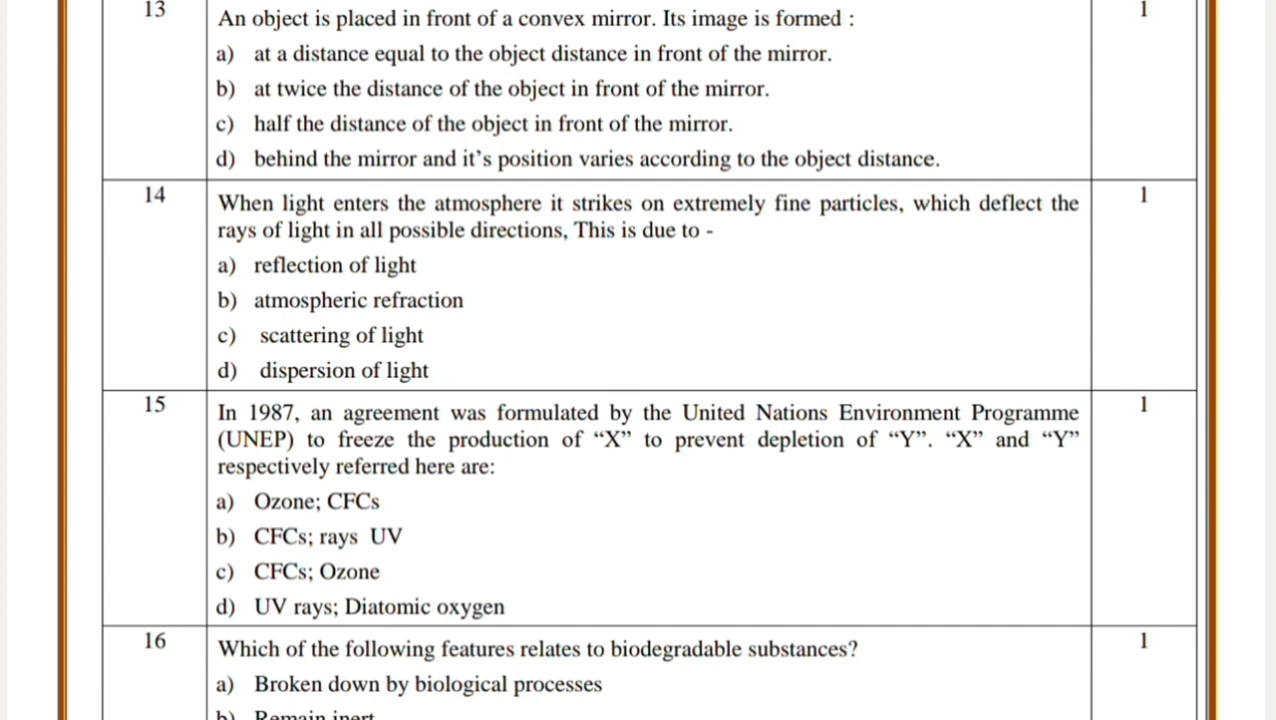 13
An object is placed in front of a convex mirror. Its image is formed :
1
a) at a distance equal to the object distance in front of the mirror.
b) at twice the distance of the object in front of the mirror.
c) half the distance of the object in front of the mirror.
d) behind the mirror and it's position varies according to the object distance.
14
When light enters the atmosphere it strikes on extremely fine particles, which deflect the
1
rays of light in all possible directions, This is due to -
a) reflection of light
b) atmospheric refraction
c) scattering of light
d) dispersion of light
15
In 1987, an agreement was formulated by the United Nations Environment Programme
1
(UNEP) to freeze the production of “X” to prevent depletion of “Y”. “X” and “Y”
respectively referred here are:
a) Ozone; CFCs
b) CFCs; rays UV
c) CFCs; Ozone
d) UV rays; Diatomic oxygen
16
Which of the following features relates to biodegradable substances?
1
a) Broken down by biological processes
b) Remain inert